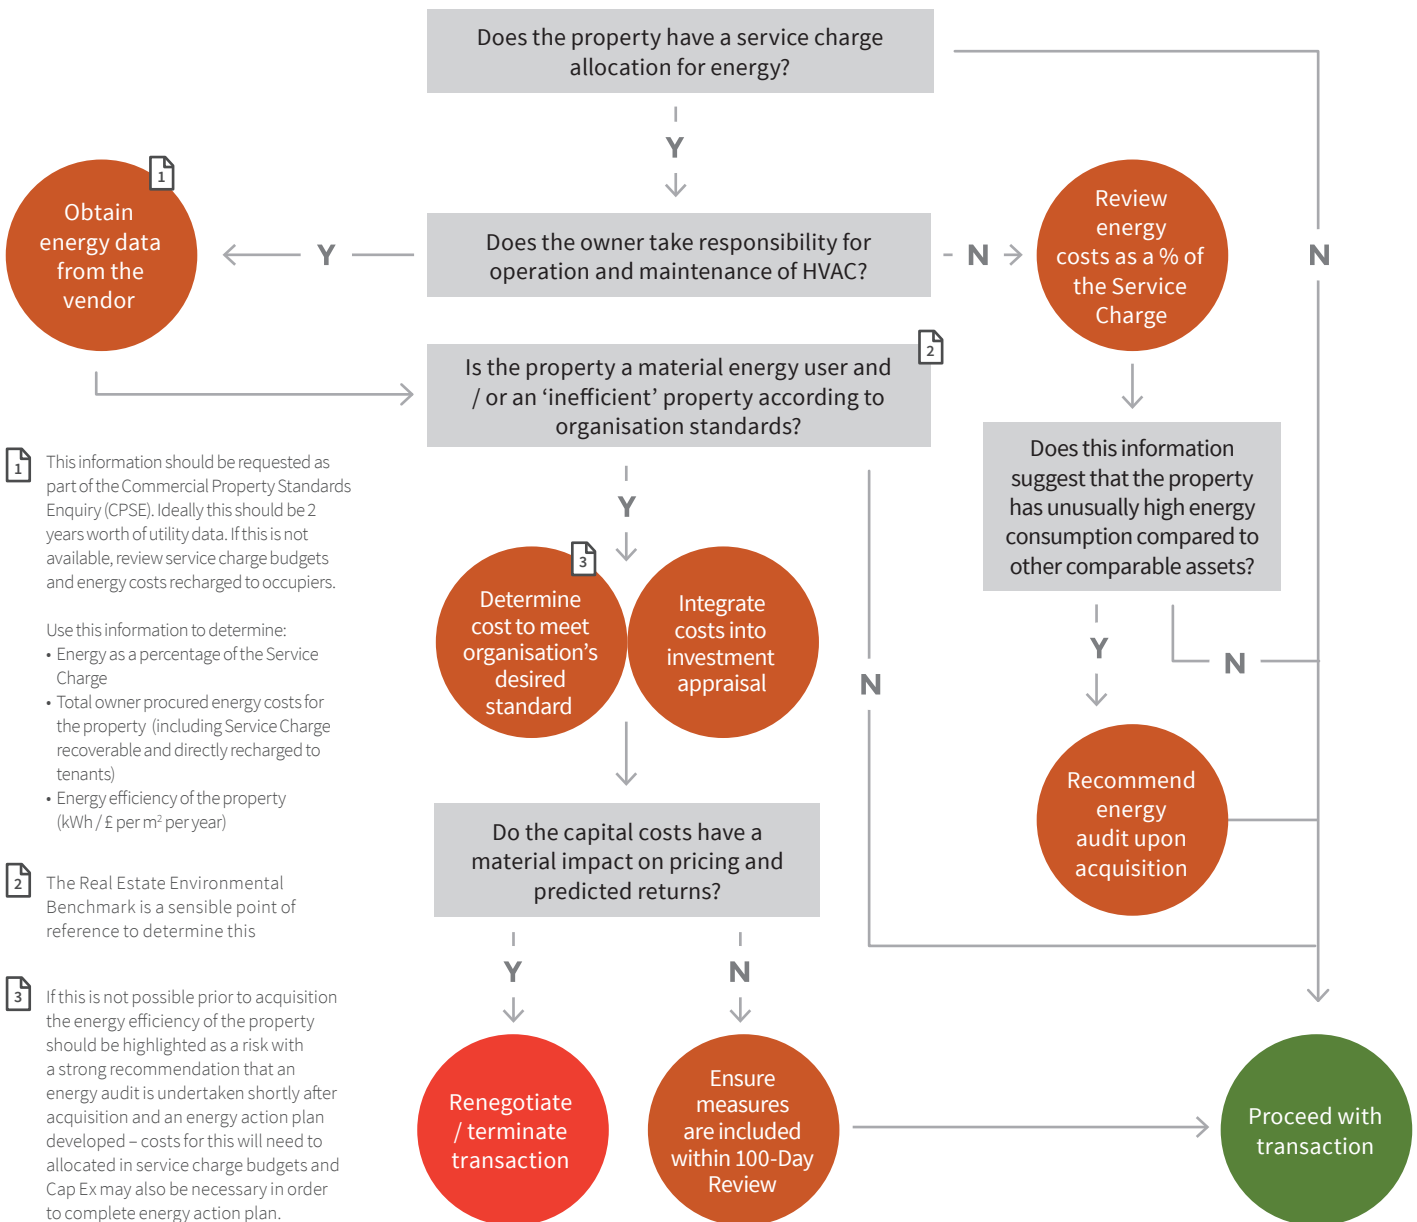 Does the property have a service charge
allocation for energy?
Y
N
1
Obtain
energy data
from the
vendor
Y
Does the owner take responsibility for
operation and maintenance of HVAC?
N
Review
energy
costs as a % of
the Service
Charge
2
Is the property a material energy user and
/ or an ‘inefficient’ property according to
organisation standards?
Does this information
suggest that the property
has unusually high energy
consumption compared to
other comparable assets?
Y
N
Y
N
3
Determine
cost to meet
organisation’s
desired
standard
Integrate
costs into
investment
appraisal
Recommend
energy
audit upon
acquisition
Do the capital costs have a
material impact on pricing and
predicted returns?
Y
N
Renegotiate
/ terminate
transaction
Ensure
measures
are included
within 100-Day
Review
Proceed with
transaction
1
This information should be requested as
part of the Commercial Property Standards
Enquiry (CPSE). Ideally this should be 2
years worth of utility data. If this is not
available, review service charge budgets
and energy costs recharged to occupiers.
Use this information to determine:
• Energy as a percentage of the Service
Charge
• Total owner procured energy costs for
the property (including Service Charge
recoverable and directly recharged to
tenants)
• Energy efficiency of the property
(kWh / £ per m² per year)
2
The Real Estate Environmental
Benchmark is a sensible point of
reference to determine this
3
If this is not possible prior to acquisition
the energy efficiency of the property
should be highlighted as a risk with
a strong recommendation that an
energy audit is undertaken shortly after
acquisition and an energy action plan
developed – costs for this will need to
allocated in service charge budgets and
Cap Ex may also be necessary in order
to complete energy action plan.